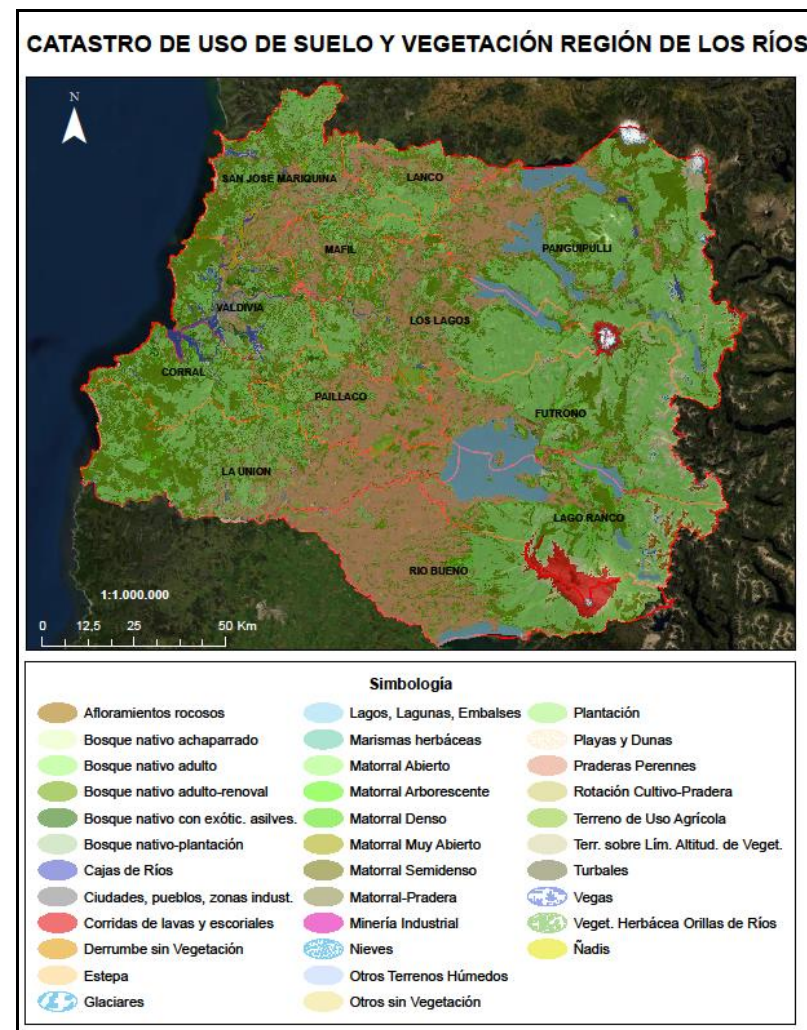 CATASTRO DE USO DE SUELO Y VEGETACIÓN REGIÓN DE LOS RÍOS
N
SAN JOSE MARIQUINA
LANCO
MAFIL
PANGUIPULLI
VALDIVIA
LOS LAGOS
CORRAL
PAILLACO
FUTRONO
LA UNION
LAGO RANCO
RIO BUENO
1:1.000.000
0 12,5 25 50 Km
Simbología
Afloramientos rocosos
Bosque nativo achaparrado
Bosque nativo adulto
Bosque nativo adulto-renoval
Bosque nativo con exótic. asilves.
Bosque nativo-plantación
Cajas de Ríos
Ciudades, pueblos, zonas indust.
Corridas de lavas y escoriales
Derrumbe sin Vegetación
Estepa
Glaciares
Lagos, Lagunas, Embalses
Marismas herbáceas
Matorral Abierto
Matorral Arborescente
Matorral Denso
Matorral Muy Abierto
Matorral Semidenso
Matorral-Pradera
Minería Industrial
Nieves
Otros Terrenos Húmedos
Otros sin Vegetación
Plantación
Playas y Dunas
Praderas Perennes
Rotación Cultivo-Pradera
Terreno de Uso Agrícola
Terr. sobre Lím. Altitud. de Veget.
Turbales
Vegas
Veget. Herbácea Orillas de Ríos
Ñadis